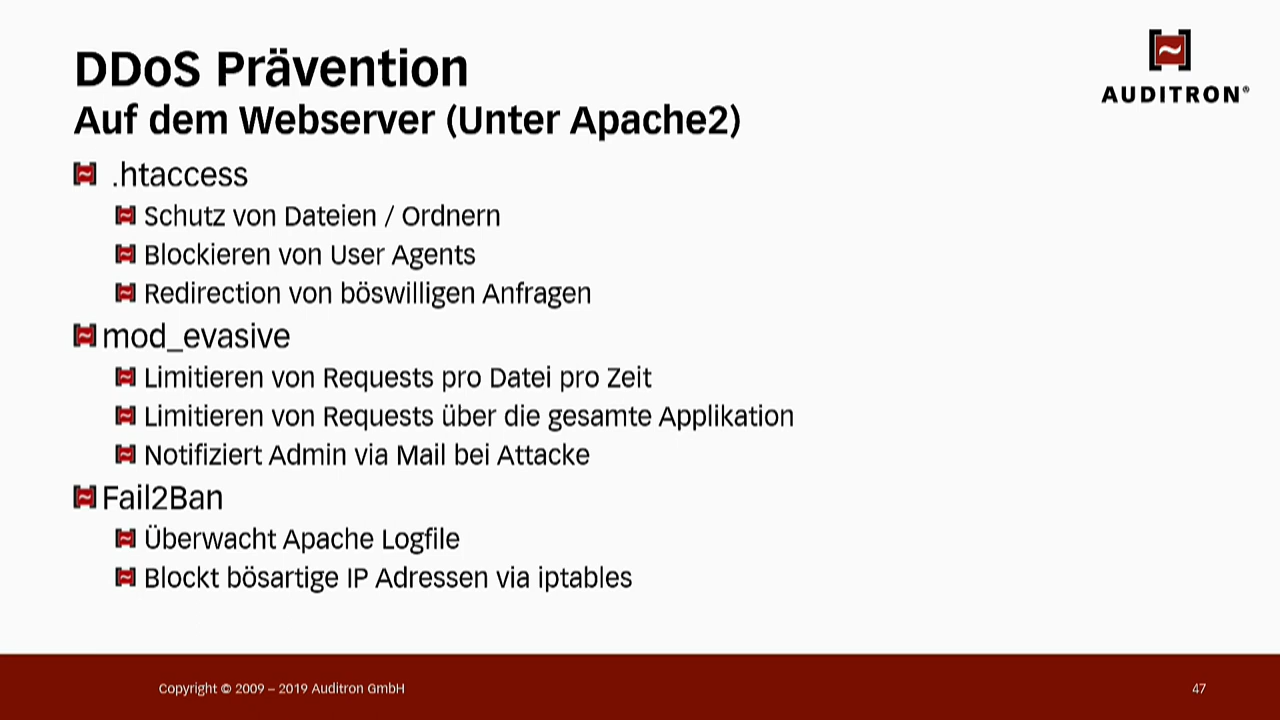 DDoS Prävention
Auf dem Webserver (Unter Apache2)
AUDITRON®
.htaccess
Schutz von Dateien / Ordnern
Blockieren von User Agents
Redirection von böswilligen Anfragen
mod_evasive
Limitieren von Requests pro Datei pro Zeit
Limitieren von Requests über die gesamte Applikation
Notifiziert Admin via Mail bei Attacke
Fail2Ban
Überwacht Apache Logfile
Blockt bösartige IP Adressen via iptables
Copyright © 2009 – 2019 Auditron GmbH
47